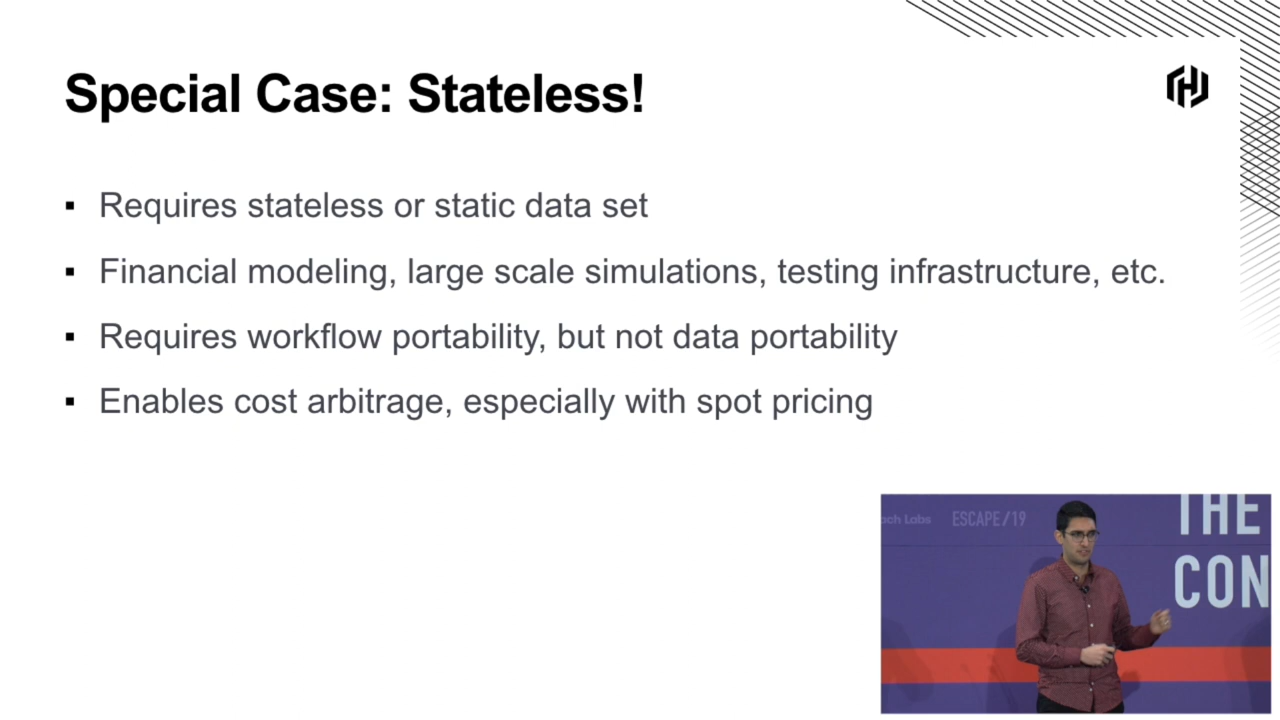 Special Case: Stateless!
▪ Requires stateless or static data set
▪ Financial modeling, large scale simulations, testing infrastructure, etc.
▪ Requires workflow portability, but not data portability
▪ Enables cost arbitrage, especially with spot pricing
Labs ESCAPE/19
THE
CON